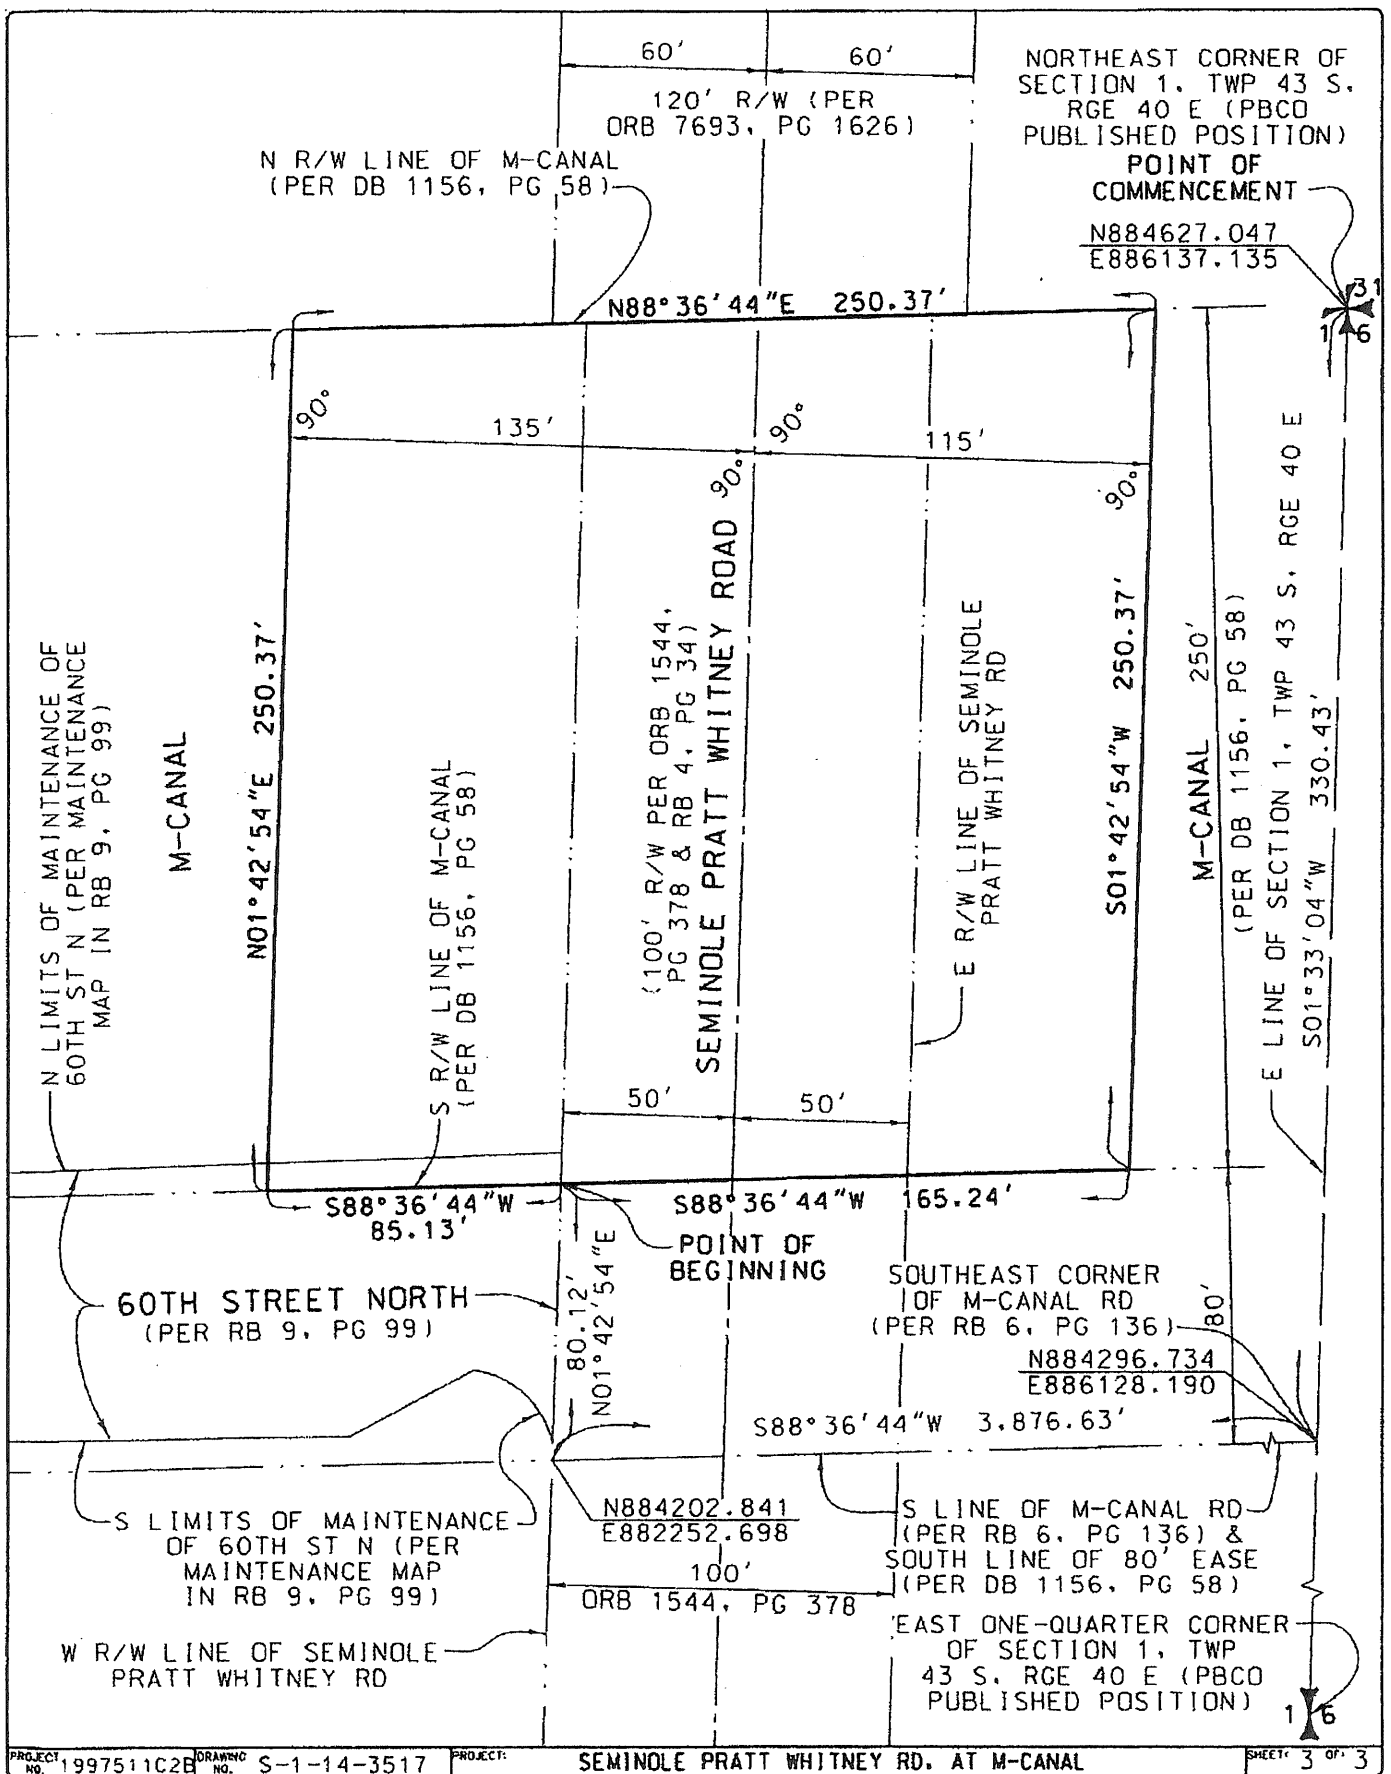 60'
60'
120' R/W (PER
ORB 7693, PG 1626)
NORTHEAST CORNER OF
SECTION 1, TWP 43 S,
RGE 40 E (PBCO
PUBLISHED POSITION)
POINT OF
COMMENCEMENT
N R/W LINE OF M-CANAL
(PER DB 1156, PG 58)
N884627.047
E886137.135
31
1
6
N88°36'44"E 250.37'
90°
135'
90°
115'
90°
90°
N LIMITS OF MAINTENANCE OF
60TH ST N (PER MAINTENANCE
MAP IN RB 9, PG 99)
M-CANAL
N01°42'54"E 250.37'
S R/W LINE OF M-CANAL
(PER DB 1156, PG 58)
(100' R/W PER ORB 1544,
PG 378 & RB 4, PG 34)
SEMINOLE PRATT WHITNEY ROAD
E R/W LINE OF SEMINOLE
PRATT WHITNEY RD
S01°42'54"W 250.37'
M-CANAL 250'
(PER DB 1156, PG 58)
E LINE OF SECTION 1, TWP 43 S, RGE 40 E
S01°33'04"W 330.43'
50'
50'
S88°36'44"W
85.13'
S88°36'44"W 165.24'
POINT OF
BEGINNING
60TH STREET NORTH
(PER RB 9, PG 99)
80.12'
N01°42'54"E
SOUTHEAST CORNER
OF M-CANAL RD
(PER RB 6, PG 136)
80'
N884296.734
E886128.190
S88°36'44"W 3,876.63'
S LIMITS OF MAINTENANCE
OF 60TH ST N (PER
MAINTENANCE MAP
IN RB 9, PG 99)
N884202.841
E882252.698
S LINE OF M-CANAL RD
(PER RB 6, PG 136) &
SOUTH LINE OF 80' EASE
(PER DB 1156, PG 58)
100'
ORB 1544, PG 378
W R/W LINE OF SEMINOLE
PRATT WHITNEY RD
EAST ONE-QUARTER CORNER
OF SECTION 1, TWP
43 S, RGE 40 E (PBCO
PUBLISHED POSITION)
1 6
PROJECT NO. 1997511C2B DRAWING NO. S-1-14-3517 PROJECT: SEMINOLE PRATT WHITNEY RD. AT M-CANAL SHEET: 3 OF: 3